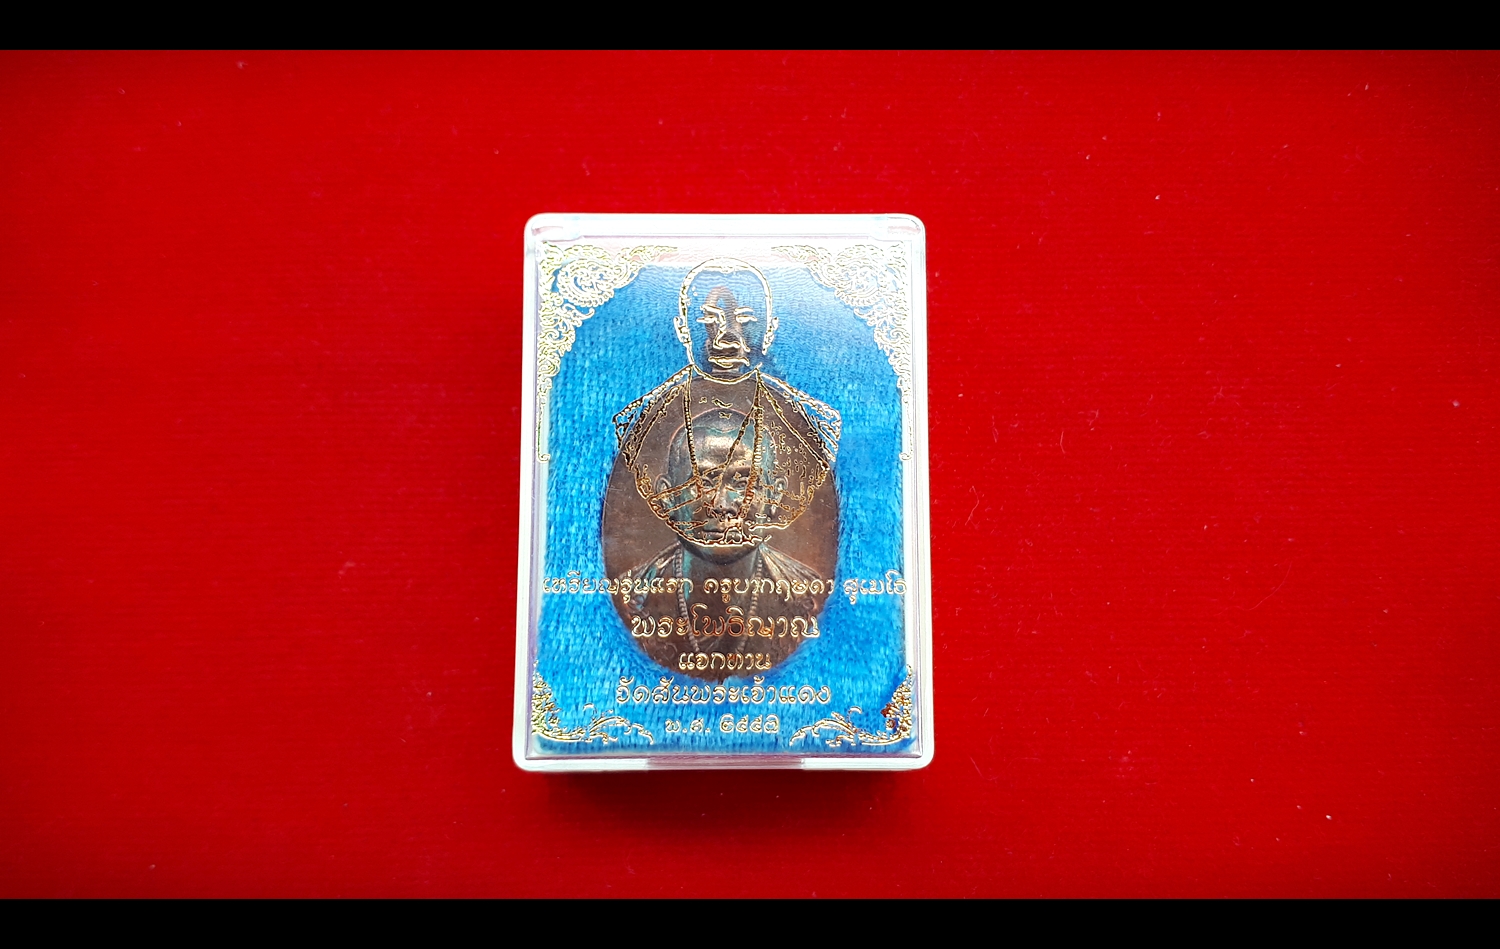 เหรียญรุ่นแรก ครูบากฤษดา สุเมโธ
พระโพธิญาณ
แจกทาน
วัดสันพระเจ้าแดง
พ.ศ. ๒๕๕๒